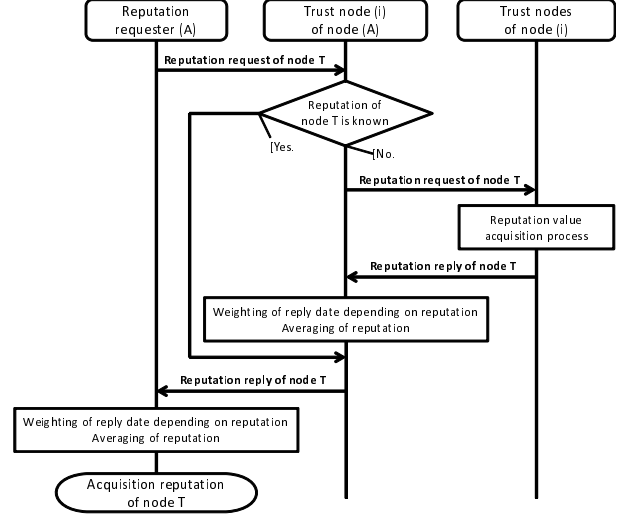 Reputation
requester (A)
Trust node (i)
of node (A)
Trust nodes
of node (i)
Reputation request of node T
Reputation of
node T is known
[Yes.
[No.
Reputation request of node T
Reputation value
acquisition process
Reputation reply of node T
Weighting of reply date depending on reputation
Averaging of reputation
Reputation reply of node T
Weighting of reply date depending on reputation
Averaging of reputation
Acquisition reputation
of node T